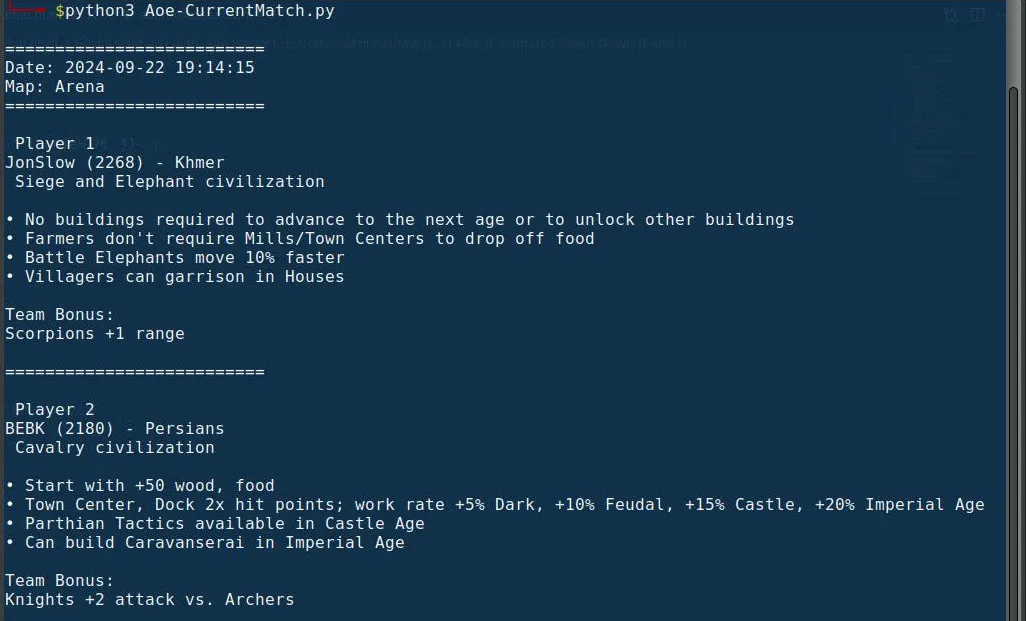 $python3 Aoe-CurrentMatch.py
==========================
Date: 2024-09-22 19:14:15
Map: Arena
==========================
Player 1
JonSlow (2268) - Khmer
Siege and Elephant civilization
• No buildings required to advance to the next age or to unlock other buildings
• Farmers don't require Mills/Town Centers to drop off food
• Battle Elephants move 10% faster
• Villagers can garrison in Houses
Team Bonus:
Scorpions +1 range
==========================
Player 2
BEBK (2180) - Persians
Cavalry civilization
• Start with +50 wood, food
• Town Center, Dock 2x hit points; work rate +5% Dark, +10% Feudal, +15% Castle, +20% Imperial Age
• Parthian Tactics available in Castle Age
• Can build Caravanserai in Imperial Age
Team Bonus:
Knights +2 attack vs. Archers